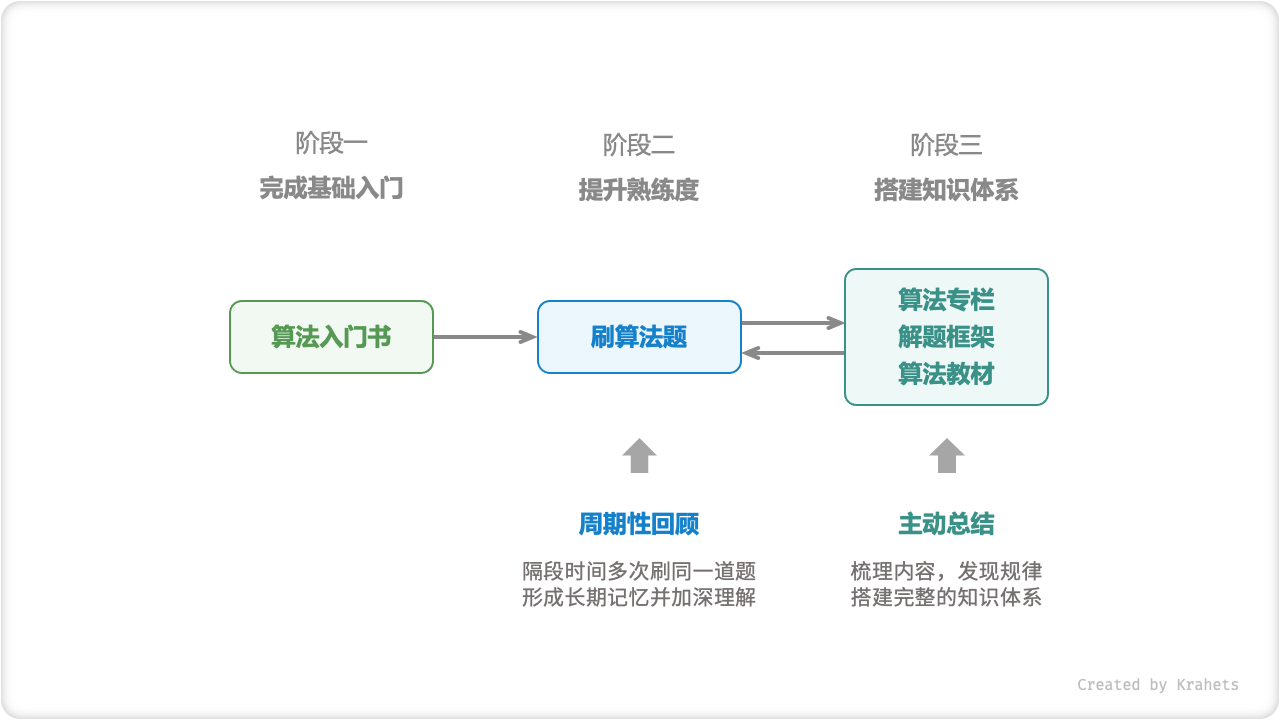 阶段一
完成基础入门
阶段二
提升熟练度
阶段三
搭建知识体系
算法入门书
刷算法题
算法专栏
解题框架
算法教材
周期性回顾
隔段时间多次刷同一道题
形成长期记忆并加深理解
主动总结
梳理内容，发现规律
搭建完整的知识体系
Created by Krahets